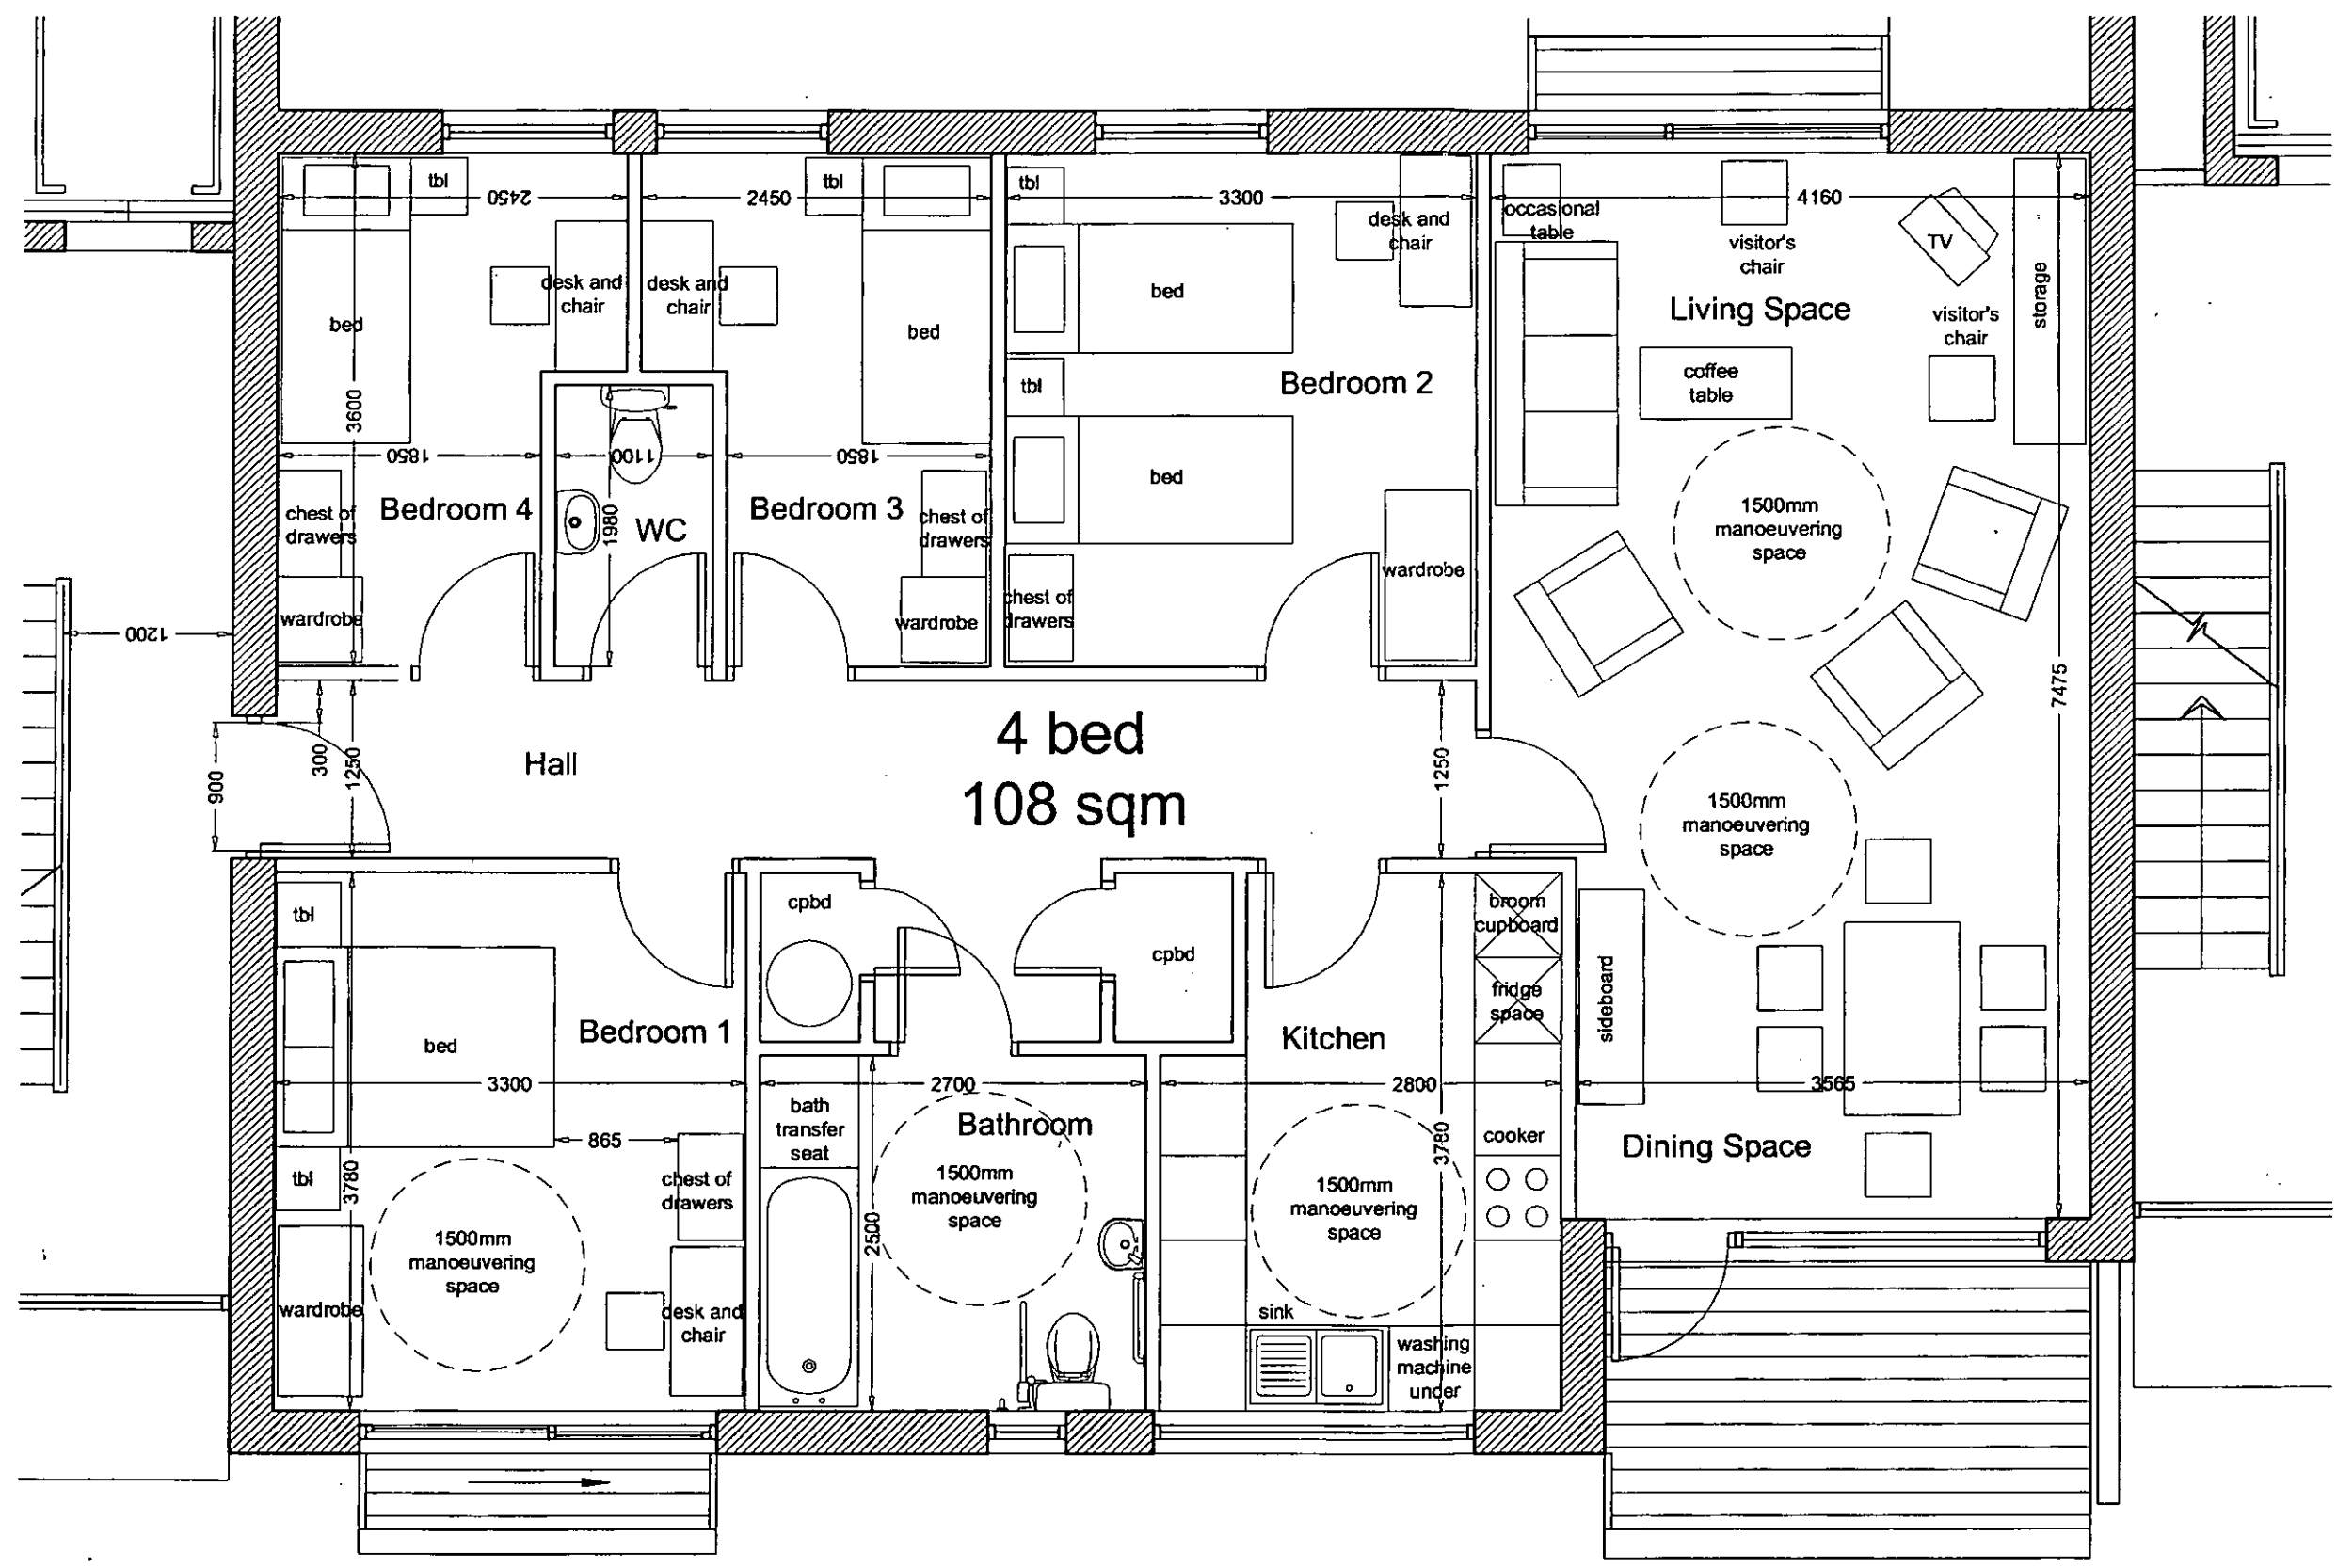 tbl
2450
2450
tbl
tbl
3300
desk and
chair
occasional
table
4160
visitor's
chair
TV
storage
Living Space
visitor's
chair
bed
3600
desk and
chair
desk and
chair
bed
bed
tbl
Bedroom 2
coffee
table
1850
1100
1850
bed
chest of
drawers
Bedroom 4
1980
WC
Bedroom 3
chest of
drawers
1500mm
manoeuvering
space
wardrobe
wardrobe
wardrobe
chest of
drawers
1200
7475
900
300
1250
Hall
4 bed
108 sqm
1250
1500mm
manoeuvering
space
tbl
cpbd
cpbd
broom
cupboard
fridge
space
sideboard
bed
Bedroom 1
Kitchen
3300
2700
2800
3565
865
bath
transfer
seat
Bathroom
3780
cooker
Dining Space
tbl
3780
chest of
drawers
1500mm
manoeuvering
space
2500
1500mm
manoeuvering
space
1500mm
manoeuvering
space
wardrobe
desk and
chair
sink
washing
machine
under